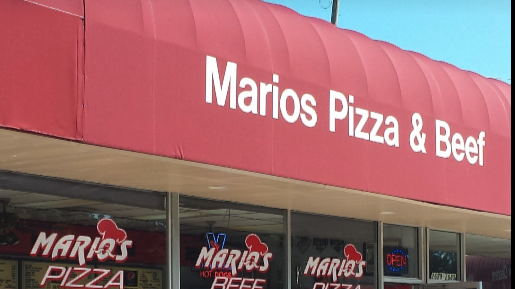 Marios Pizza & Beef
MARIO'S
PIZZA
HOT DOGS
MARIO'S
BEEF
MARIO'S
PIZZA
OPEN